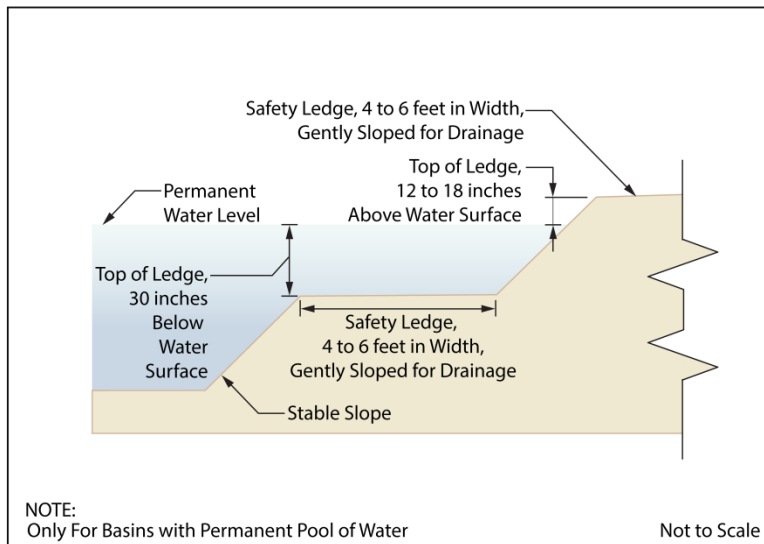 Safety Ledge, 4 to 6 feet in Width,
Gently Sloped for Drainage
Top of Ledge,
12 to 18 inches
Above Water Surface
Permanent
Water Level
Top of Ledge,
30 inches
Below
Water
Surface
Safety Ledge,
4 to 6 feet in Width,
Gently Sloped for Drainage
Stable Slope
NOTE:
Only For Basins with Permanent Pool of Water
Not to Scale